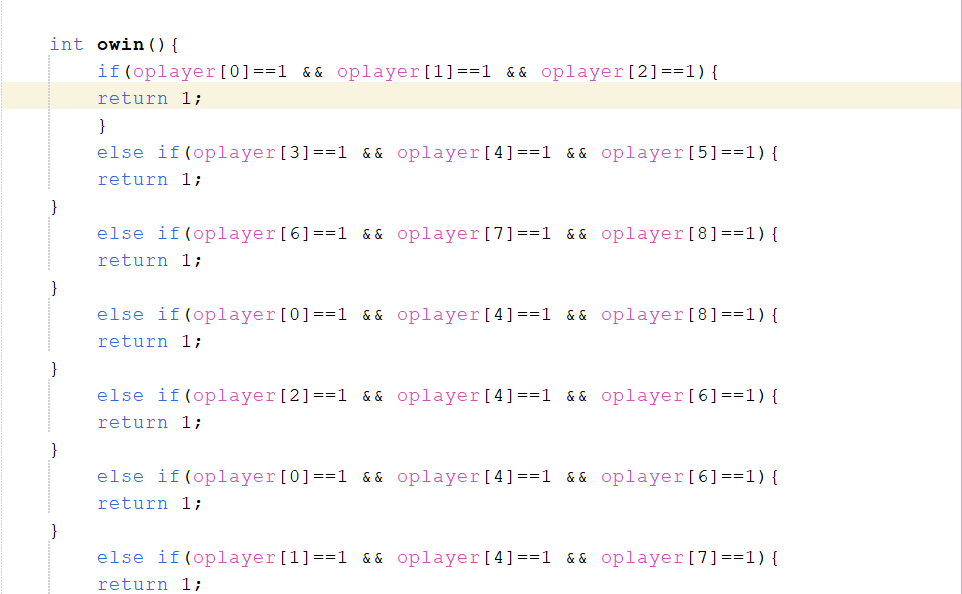 int owin(){
if(oplayer[0]==1 && oplayer[1]==1 && oplayer[2]==1){
return 1;
}
else if(oplayer[3]==1 && oplayer[4]==1 && oplayer[5]==1){
return 1;
}
else if(oplayer[6]==1 && oplayer[7]==1 && oplayer[8]==1){
return 1;
}
else if(oplayer[0]==1 && oplayer[4]==1 && oplayer[8]==1){
return 1;
}
else if(oplayer[2]==1 && oplayer[4]==1 && oplayer[6]==1){
return 1;
}
else if(oplayer[0]==1 && oplayer[4]==1 && oplayer[6]==1){
return 1;
}
else if(oplayer[1]==1 && oplayer[4]==1 && oplayer[7]==1){
return 1;